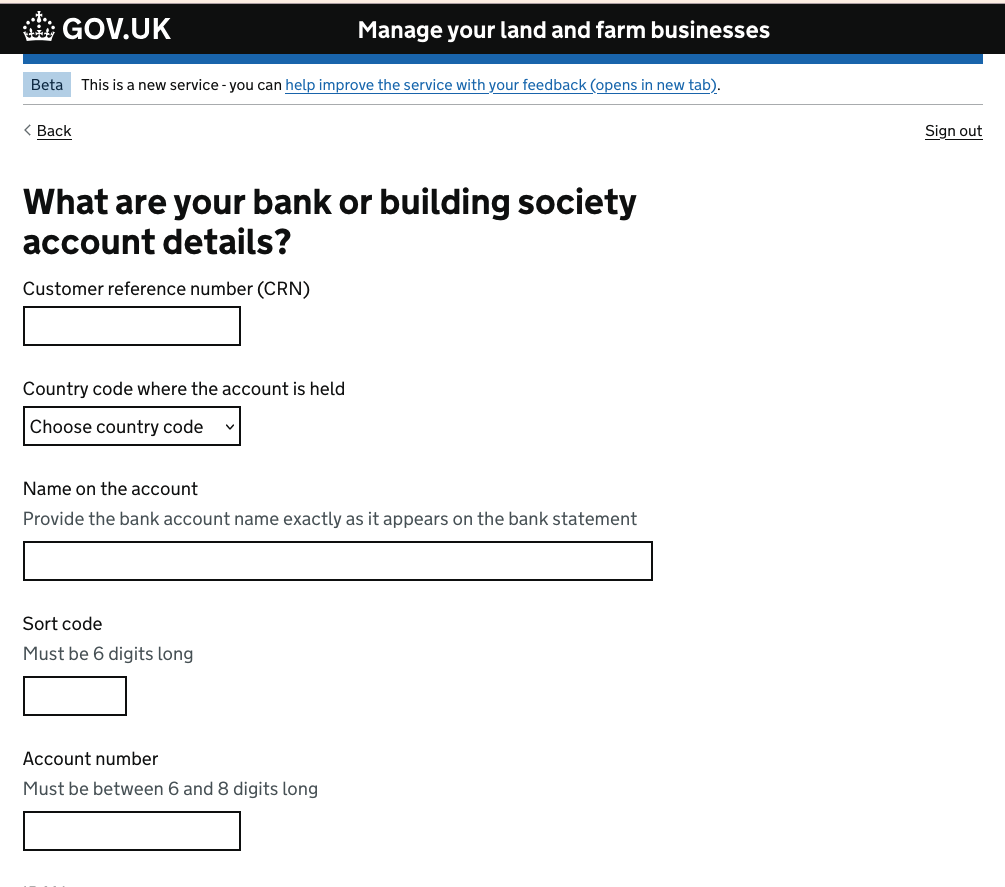 GOV.UK
Manage your land and farm businesses
Beta This is a new service - you can help improve the service with your feedback (opens in new tab).
Back
Sign out
What are your bank or building society
account details?
Customer reference number (CRN)
Country code where the account is held
Choose country code
Name on the account
Provide the bank account name exactly as it appears on the bank statement
Sort code
Must be 6 digits long
Account number
Must be between 6 and 8 digits long